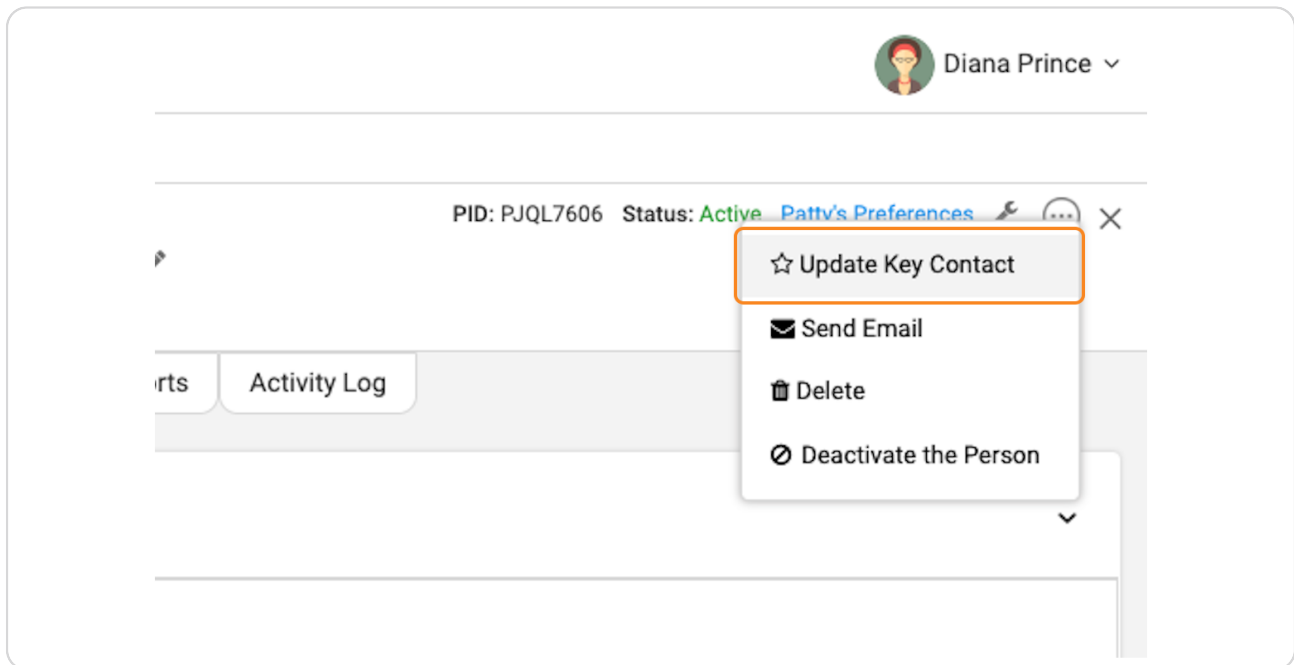 Diana Prince
PID: PJQL7606 Status: Active Patty's Preferences
Update Key Contact
Send Email
rts Activity Log
Delete
Deactivate the Person